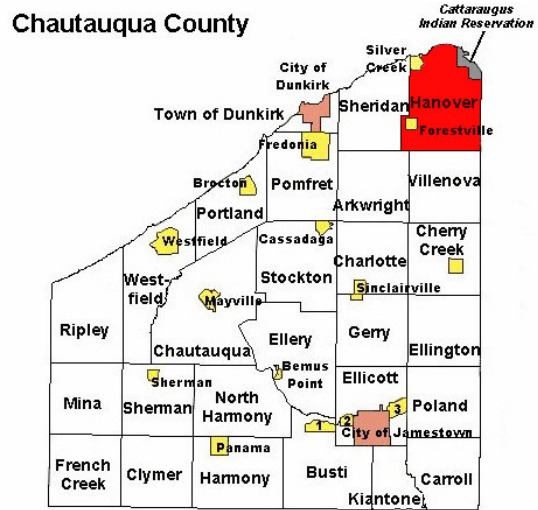 Chautauqua County
Cattaraugus
Indian Reservation
Silver
Creek
City of
Dunkirk
Town of Dunkirk
Sheridan
Hanover
Forestville
Fredonia
Brocton
Pomfret
Villenova
Portland
Arkwright
Westfield
Cassadaga
Cherry
Creek
Charlotte
West-
field
Stockton
Sinclairville
Mayville
Ripley
Chautauqua
Ellery
Gerry
Ellington
Bemus
Point
Ellicott
Sherman
Mina
Sherman
North
Harmony
Poland
1
2
3
City of Jamestown
Panama
French
Creek
Clymer
Harmony
Busti
Carroll
Kiantone